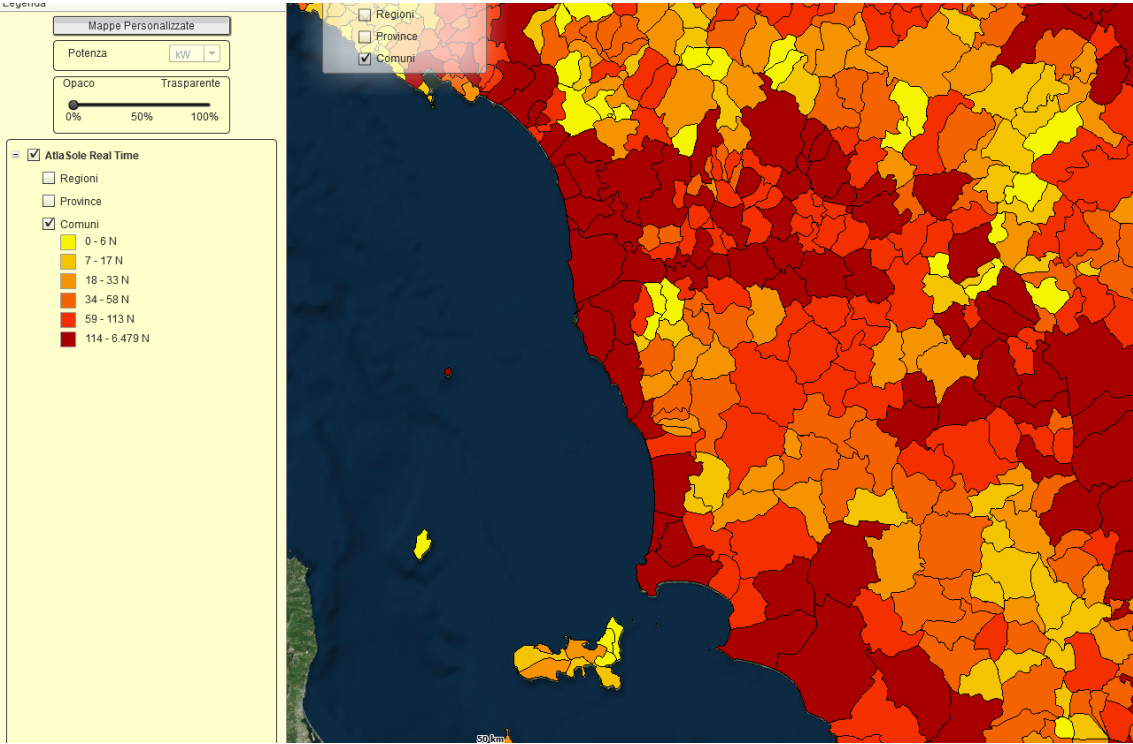 Legenda
Mappe Personalizzate
Potenza
kW
Opaco Trasparente
0% 50% 100%
AtlaSole Real Time
Regioni
Province
Comuni
0 - 6 N
7 - 17 N
18 - 33 N
34 - 58 N
59 - 113 N
114 - 6.479 N
Regioni
Province
Comuni
50 km